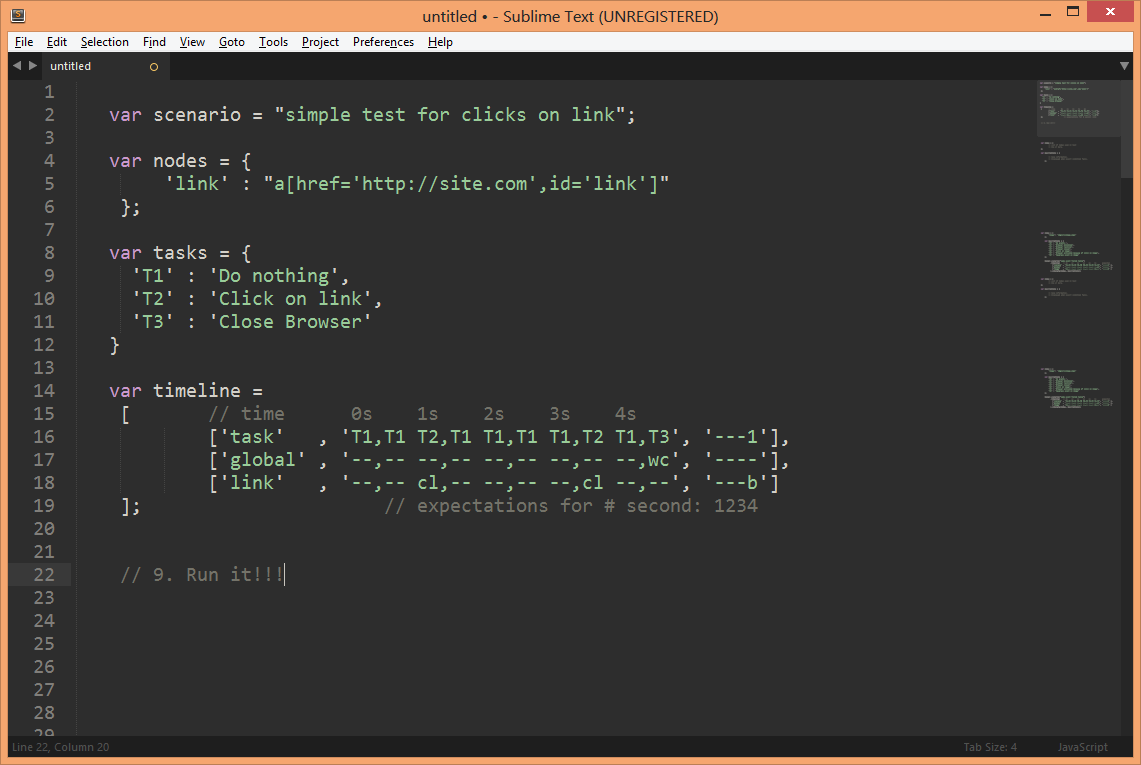 untitled • - Sublime Text (UNREGISTERED)
File Edit Selection Find View Goto Tools Project Preferences Help
untitled
1
2 var scenario = "simple test for clicks on link";
3
4 var nodes = {
5 'link' : "a[href='http://site.com',id='link']"
6 };
7
8 var tasks = {
9 'T1' : 'Do nothing',
10 'T2' : 'Click on link',
11 'T3' : 'Close Browser'
12 }
13
14 var timeline =
15 [ // time 0s 1s 2s 3s 4s
16 ['task' , 'T1,T1 T2,T1 T1,T1 T1,T2 T1,T3', '---1'],
17 ['global' , '--,-- --,-- --,-- --,-- --,wc', '----'],
18 ['link' , '--,-- cl,-- --,-- --,cl --,--', '---b']
19 ]; // expectations for # second: 1234
20
21
22 // 9. Run it!!!
23
24
25
26
27
28
29
Line 22, Column 20 Tab Size: 4 JavaScript